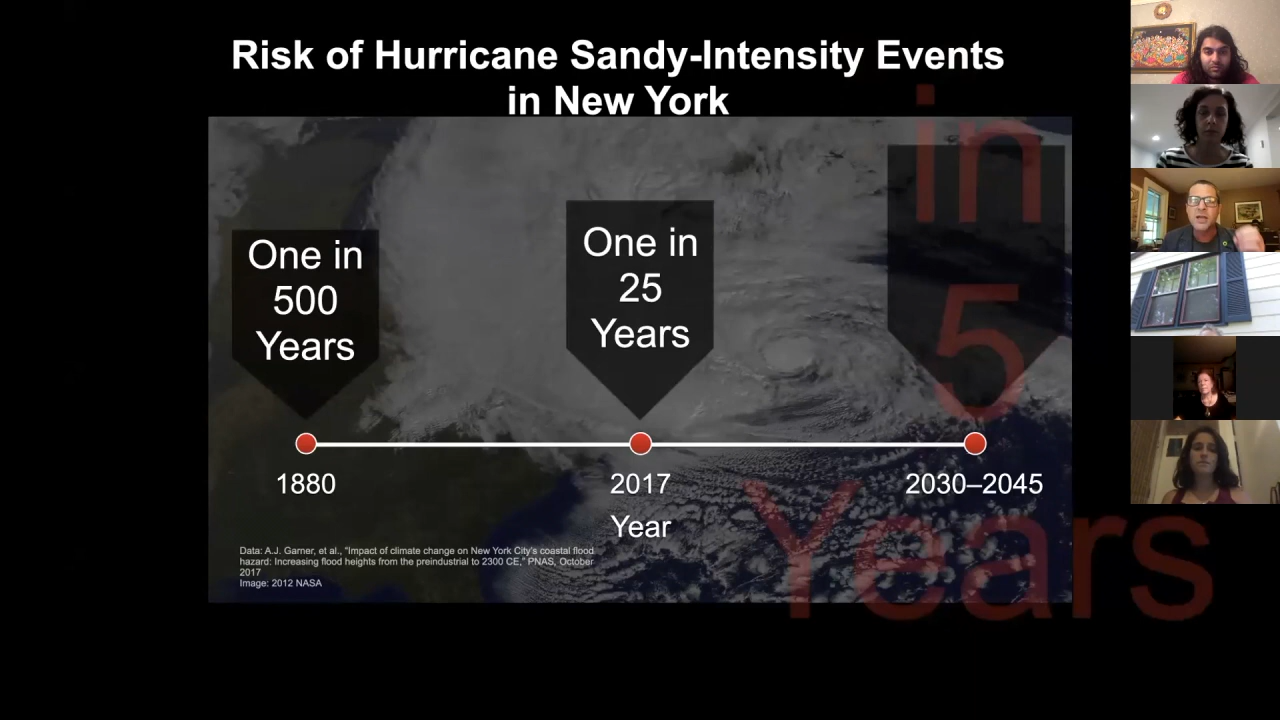 Risk of Hurricane Sandy-Intensity Events
in New York
One in
500
Years
One in
25
Years
in
5
Years
1880
2017
2030–2045
Year
Data: A.J. Garner, et al., "Impact of climate change on New York City's coastal flood
hazard: Increasing flood heights from the preindustrial to 2300 CE," PNAS, October
2017
Image: 2012 NASA